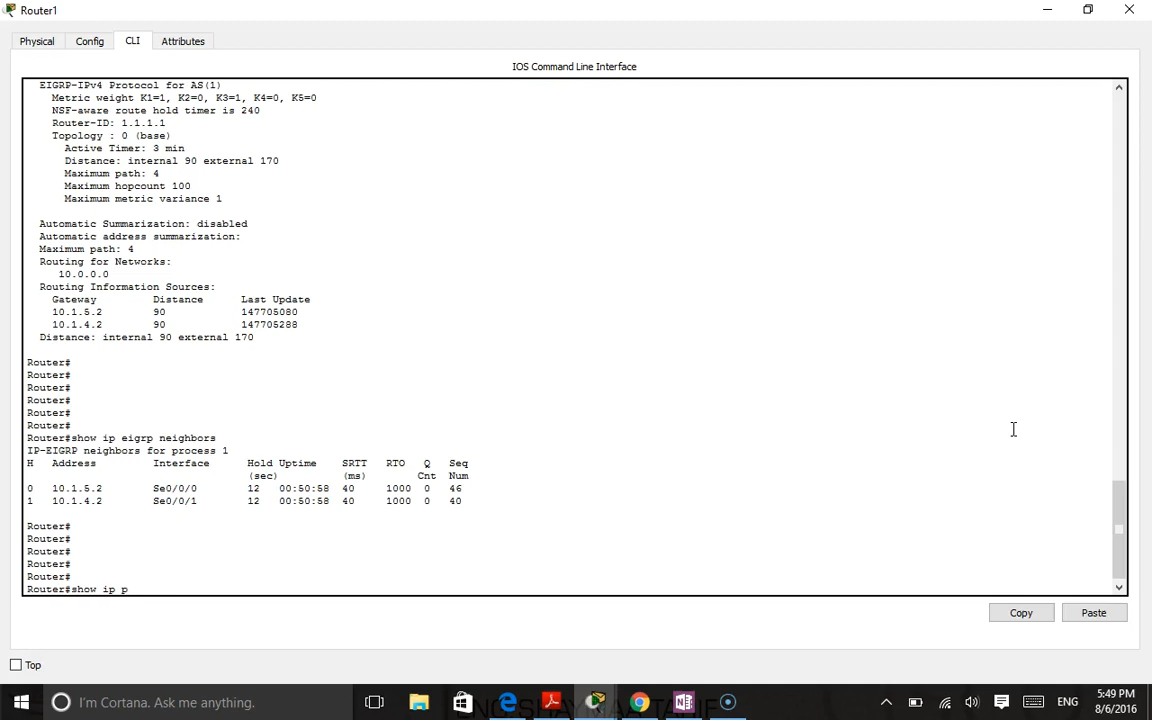 Router1
Physical Config CLI Attributes
IOS Command Line Interface
EIGRP-IPv4 Protocol for AS(1)
Metric weight K1=1, K2=0, K3=1, K4=0, K5=0
NSF-aware route hold timer is 240
Router-ID: 1.1.1.1
Topology : 0 (base)
Active Timer: 3 min
Distance: internal 90 external 170
Maximum path: 4
Maximum hopcount 100
Maximum metric variance 1
Automatic Summarization: disabled
Automatic address summarization:
Maximum path: 4
Routing for Networks:
10.0.0.0
Routing Information Sources:
Gateway Distance Last Update
10.1.5.2 90 147705080
10.1.4.2 90 147705288
Distance: internal 90 external 170
Router#
Router#
Router#
Router#
Router#
Router#
Router#show ip eigrp neighbors
IP-EIGRP neighbors for process 1
H Address Interface Hold Uptime SRTT RTO Q Seq
(sec) (ms) Cnt Num
0 10.1.5.2 Se0/0/0 12 00:50:58 40 1000 0 46
1 10.1.4.2 Se0/0/1 12 00:50:58 40 1000 0 40
Router#
Router#
Router#
Router#
Router#
Router#show ip p
Copy Paste
Top
I'm Cortana. Ask me anything.
ENG
5:49 PM
8/6/2016